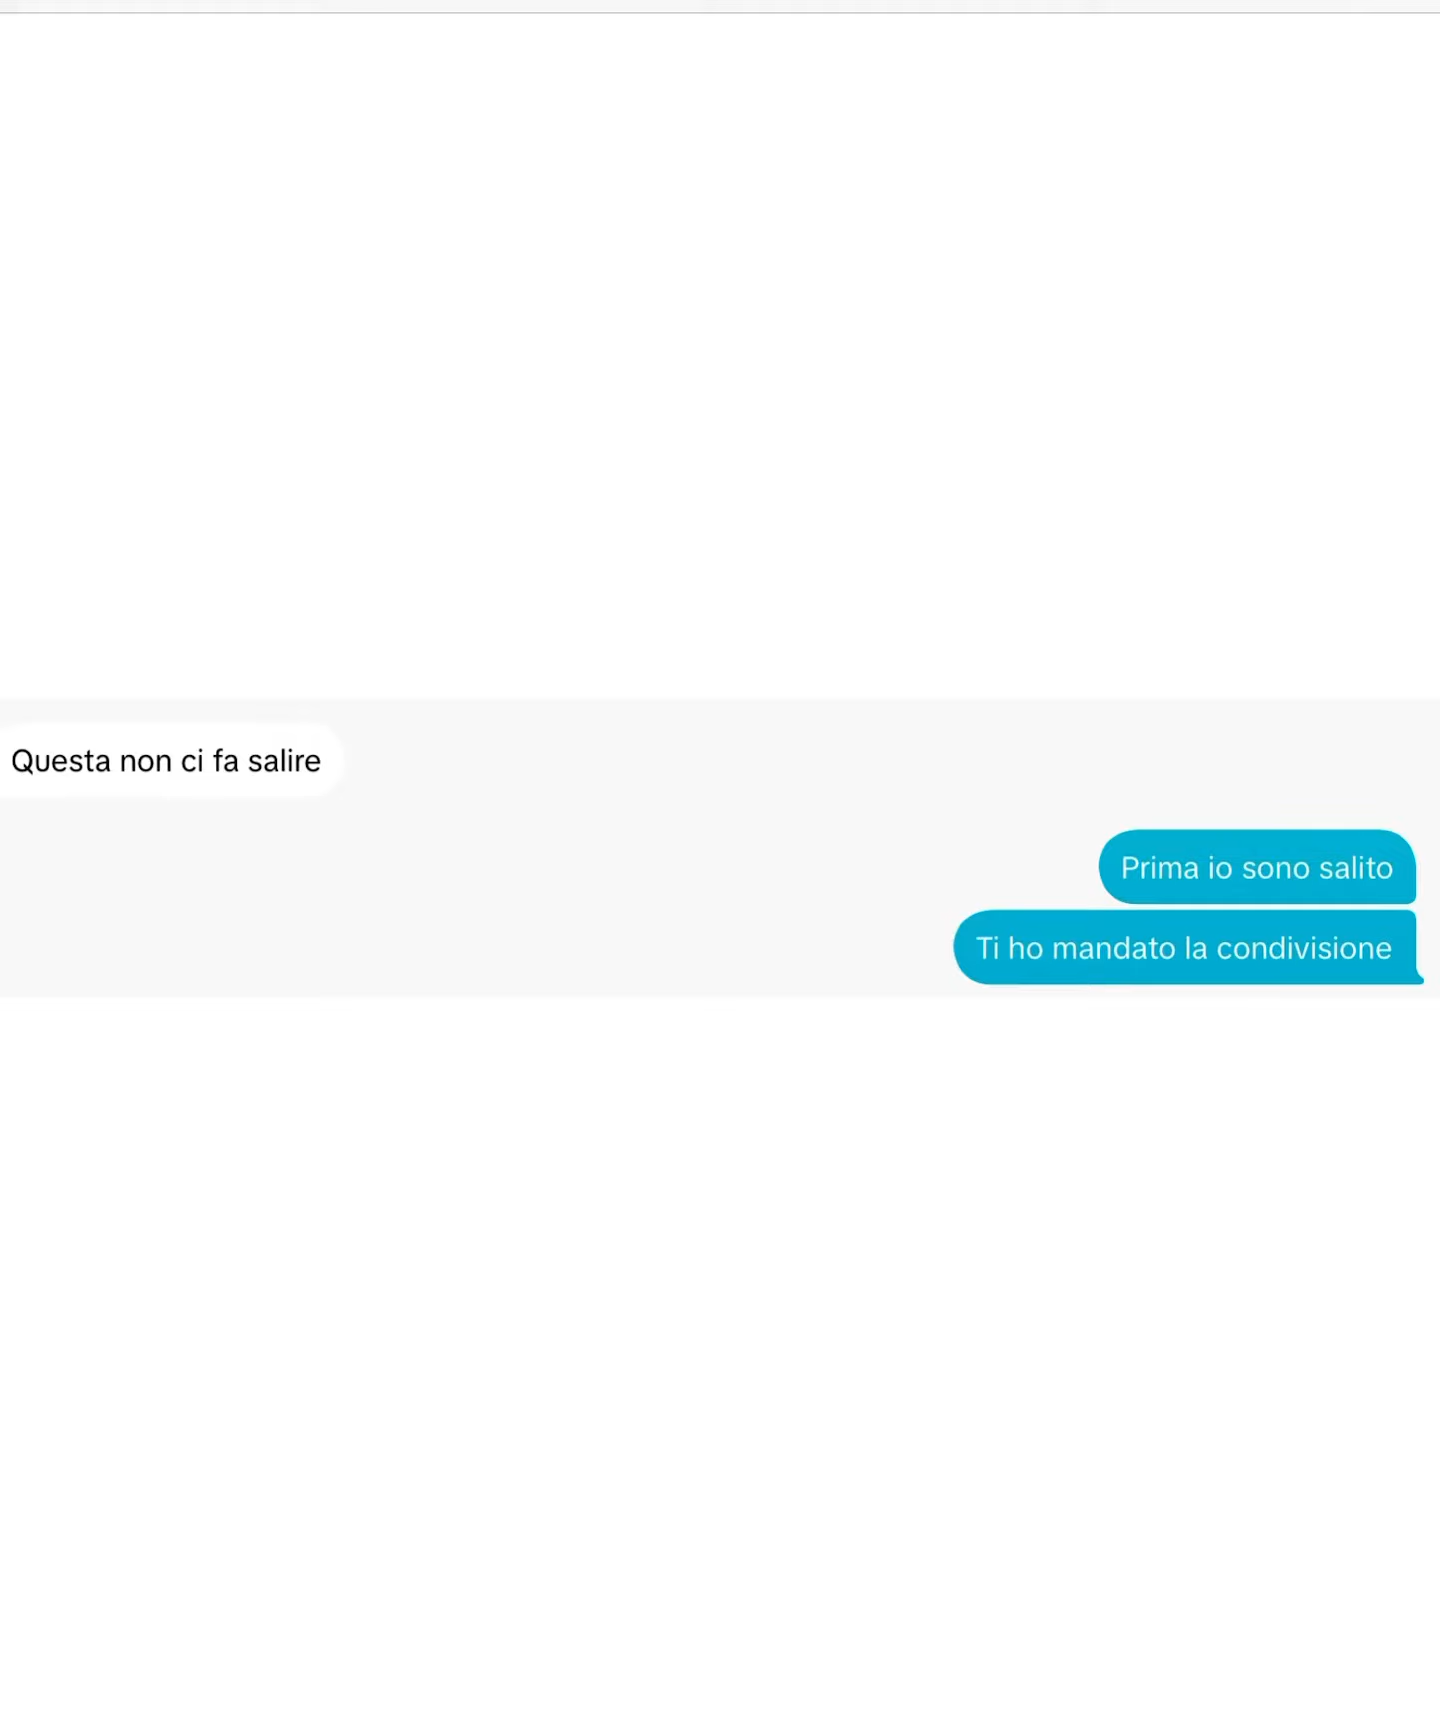 Questa non ci fa salire
Prima io sono salito
Ti ho mandato la condivisione